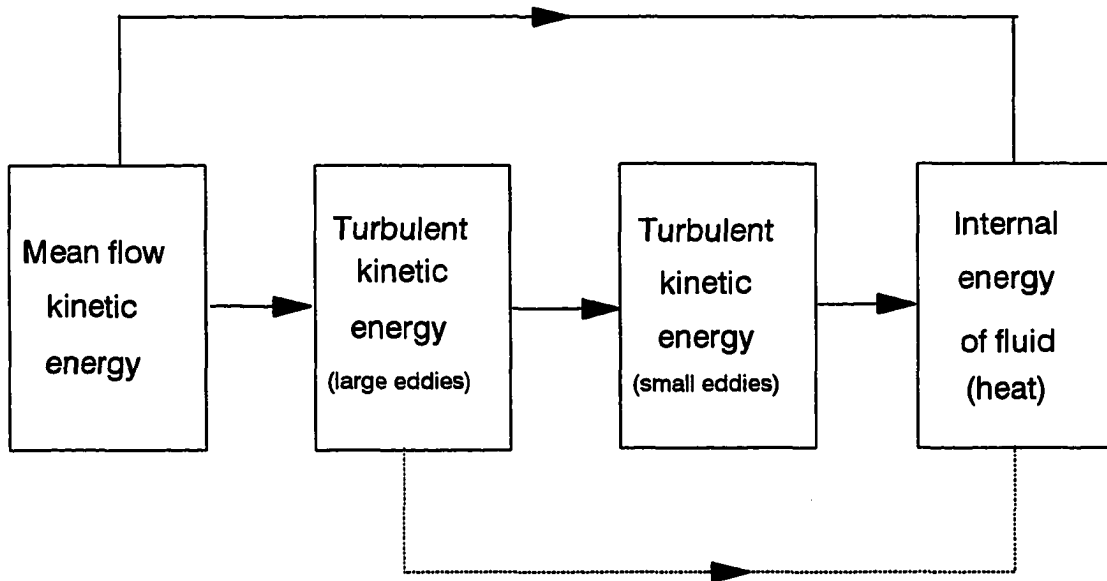 Mean flow
kinetic
energy
Turbulent
kinetic
energy
(large eddies)
Turbulent
kinetic
energy
(small eddies)
Internal
energy
of fluid
(heat)